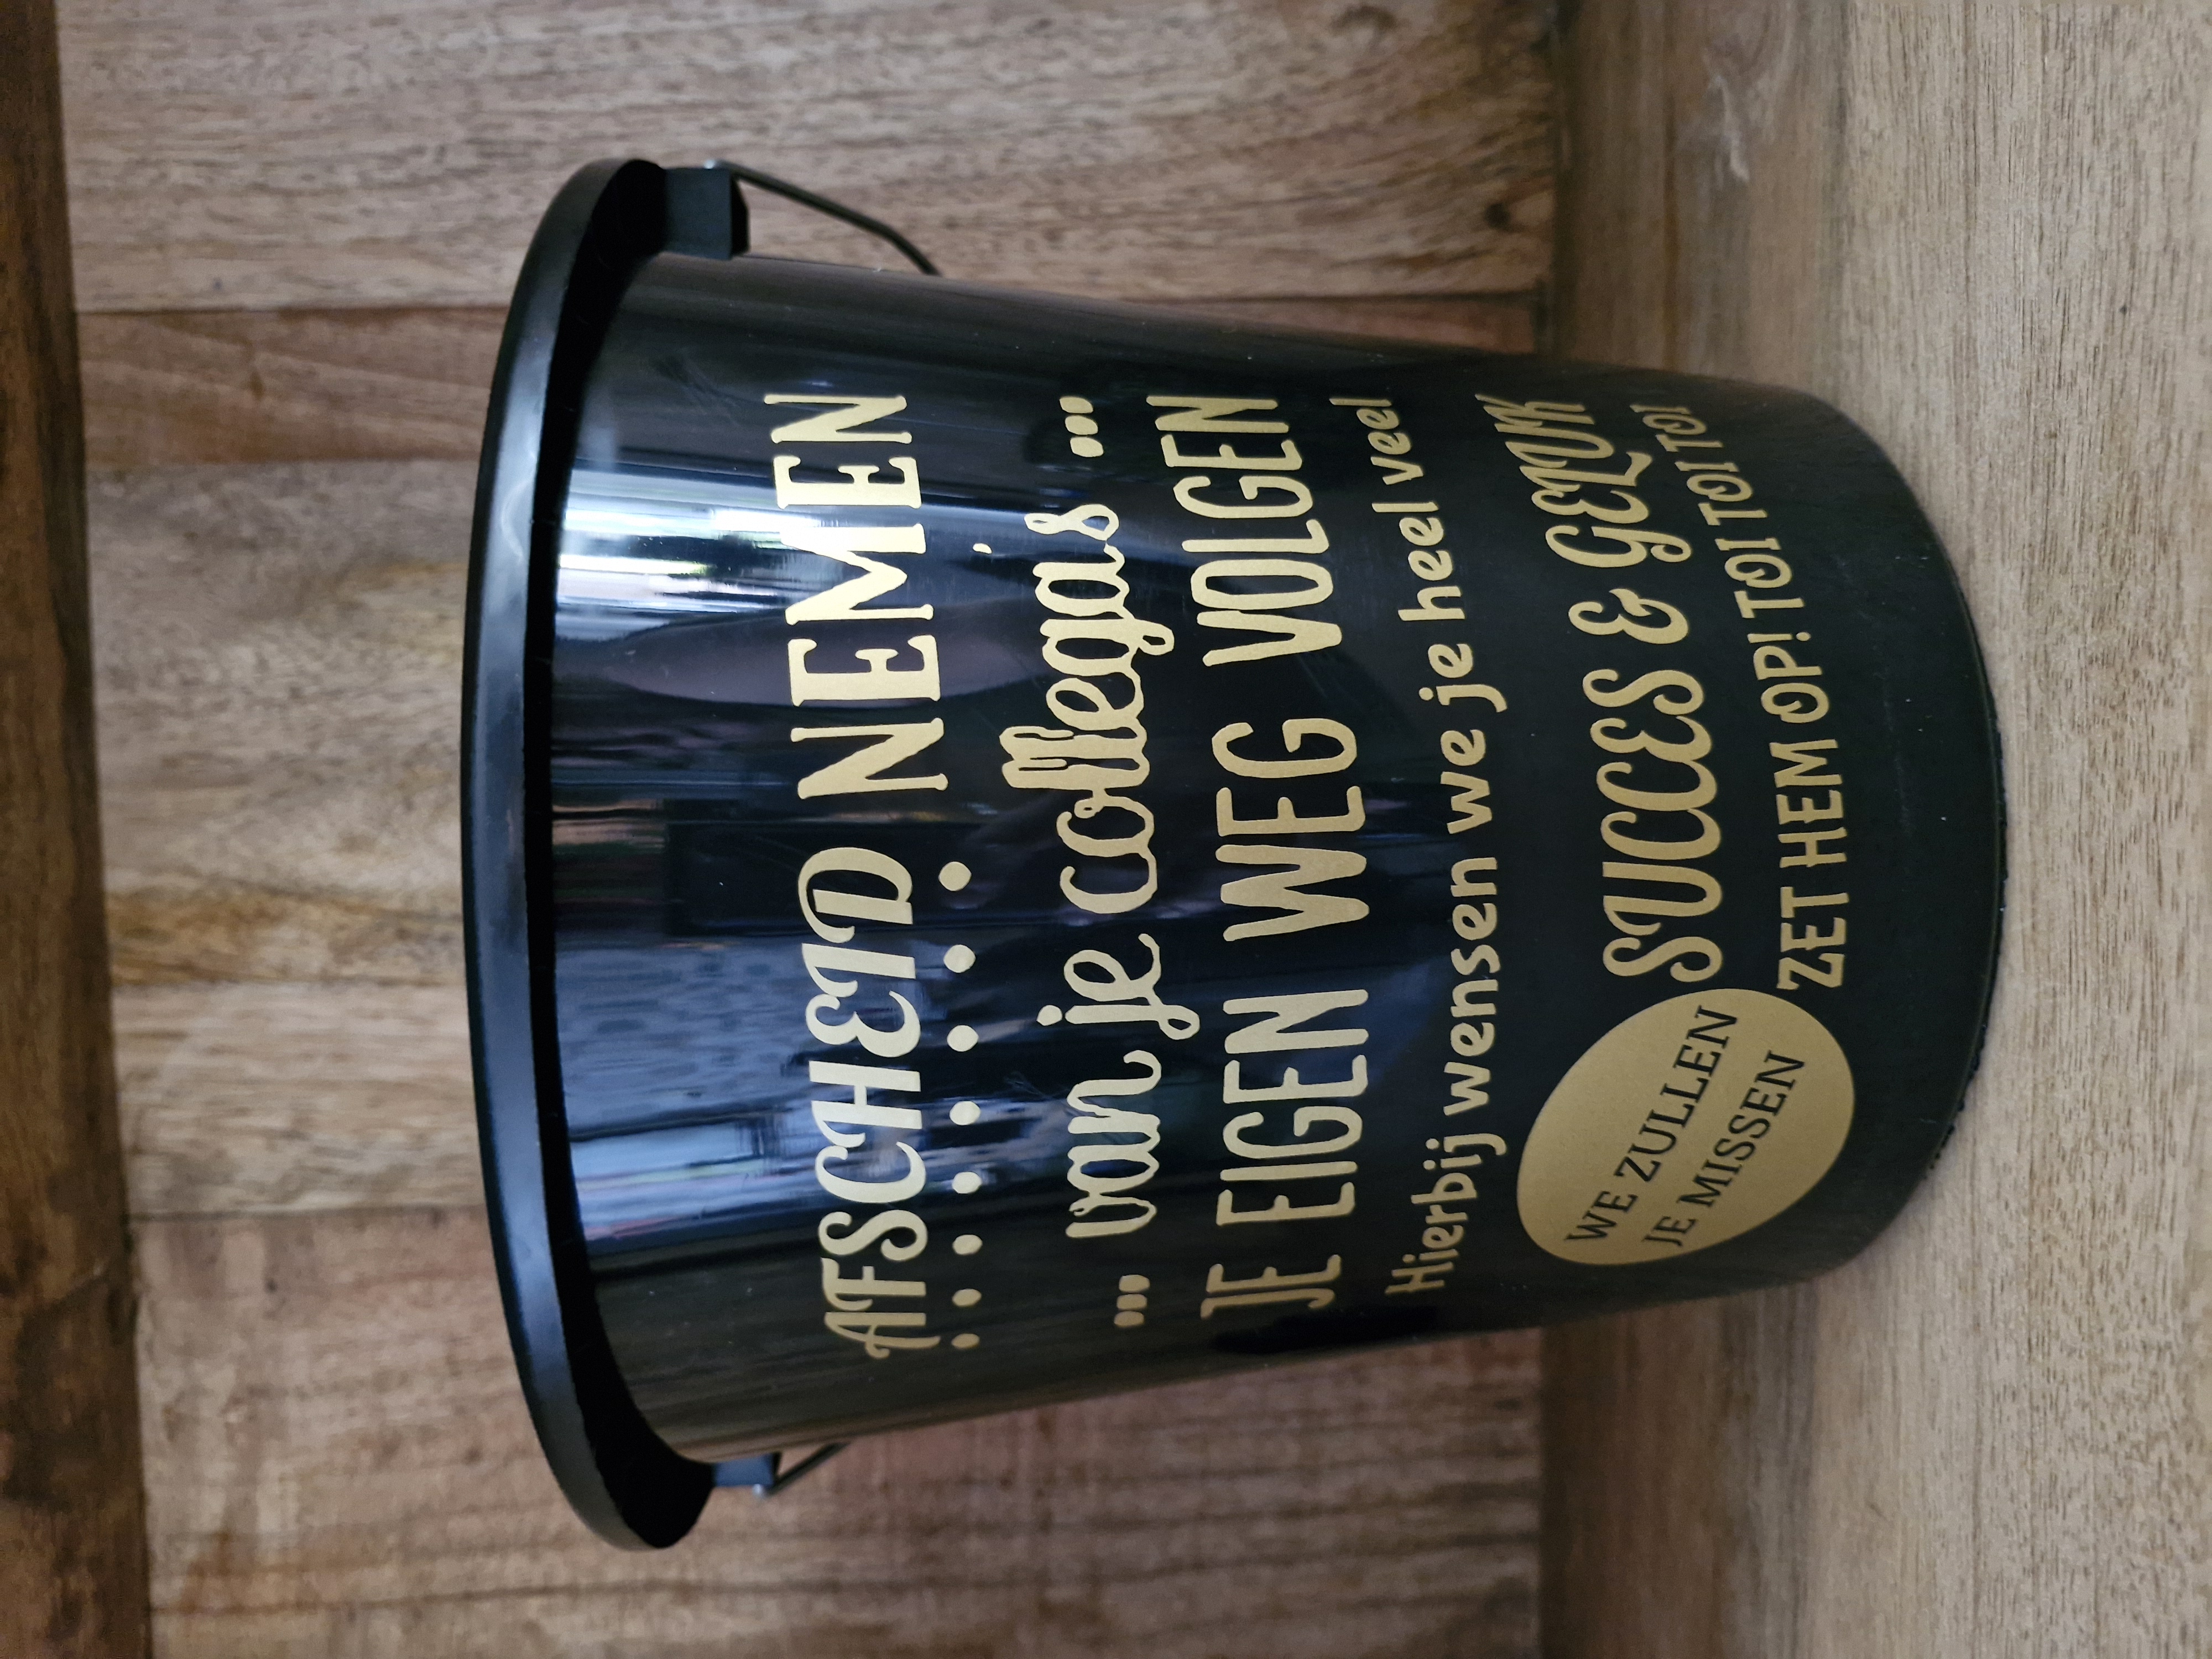 AFSCHEID NEMEN
........
... van je collega's ...
JE EIGEN WEG VOLGEN
Hierbij wensen we je heel veel
SUCCES & GELUK
ZET HEM OP! TOI TOI TOI
WE ZULLEN
JE MISSEN